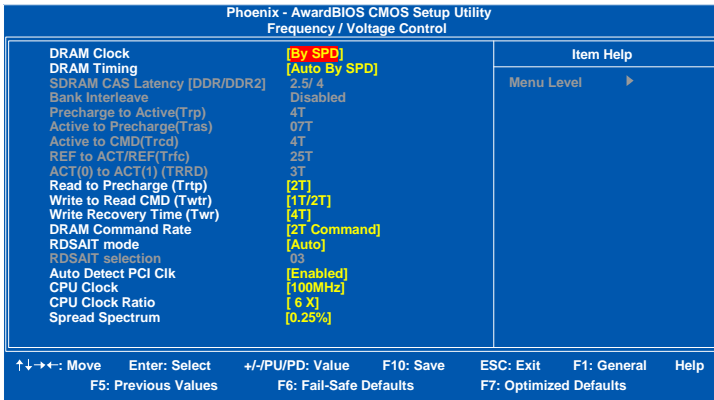 Phoenix - AwardBIOS CMOS Setup Utility
Frequency / Voltage Control
DRAM Clock [By SPD] Item Help
DRAM Timing [Auto By SPD]
SDRAM CAS Latency [DDR/DDR2] 2.5/ 4 Menu Level
Bank Interleave Disabled
Precharge to Active(Trp) 4T
Active to Precharge(Tras) 07T
Active to CMD(Trcd) 4T
REF to ACT/REF(Trfc) 25T
ACT(0) to ACT(1) (TRRD) 3T
Read to Precharge (Trtp) [2T]
Write to Read CMD (Twtr) [1T/2T]
Write Recovery Time (Twr) [4T]
DRAM Command Rate [2T Command]
RDSAIT mode [Auto]
RDSAIT selection 03
Auto Detect PCI Clk [Enabled]
CPU Clock [100MHz]
CPU Clock Ratio [ 6 X]
Spread Spectrum [0.25%]
↑↓→←: Move Enter: Select +/-/PU/PD: Value F10: Save ESC: Exit F1: General Help
F5: Previous Values F6: Fail-Safe Defaults F7: Optimized Defaults